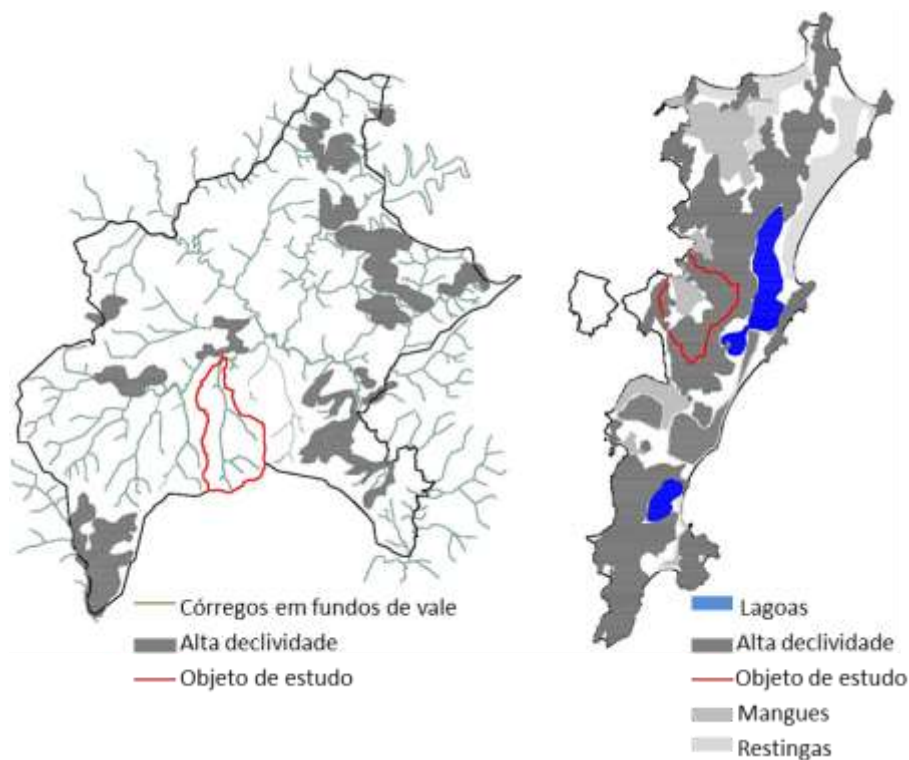 Córregos em fundos de vale
Alta declividade
Objeto de estudo
Lagoas
Alta declividade
Objeto de estudo
Mangues
Restingas